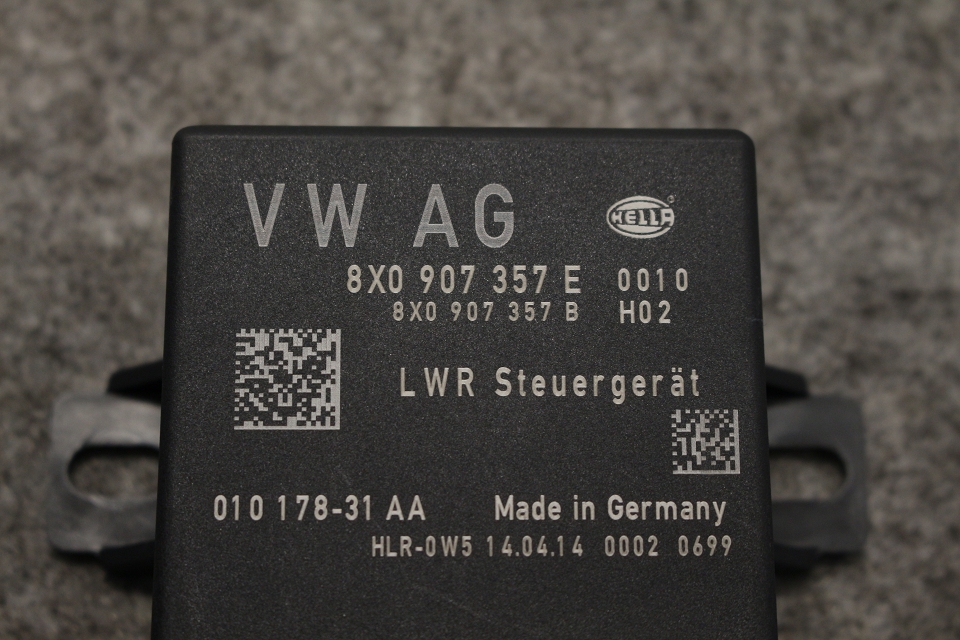 VW AG HELLA
8X0 907 357 E 0010
8X0 907 357 B H02
LWR Steuergerät
010 178-31 AA Made in Germany
HLR-0W5 14.04.14 0002 0699